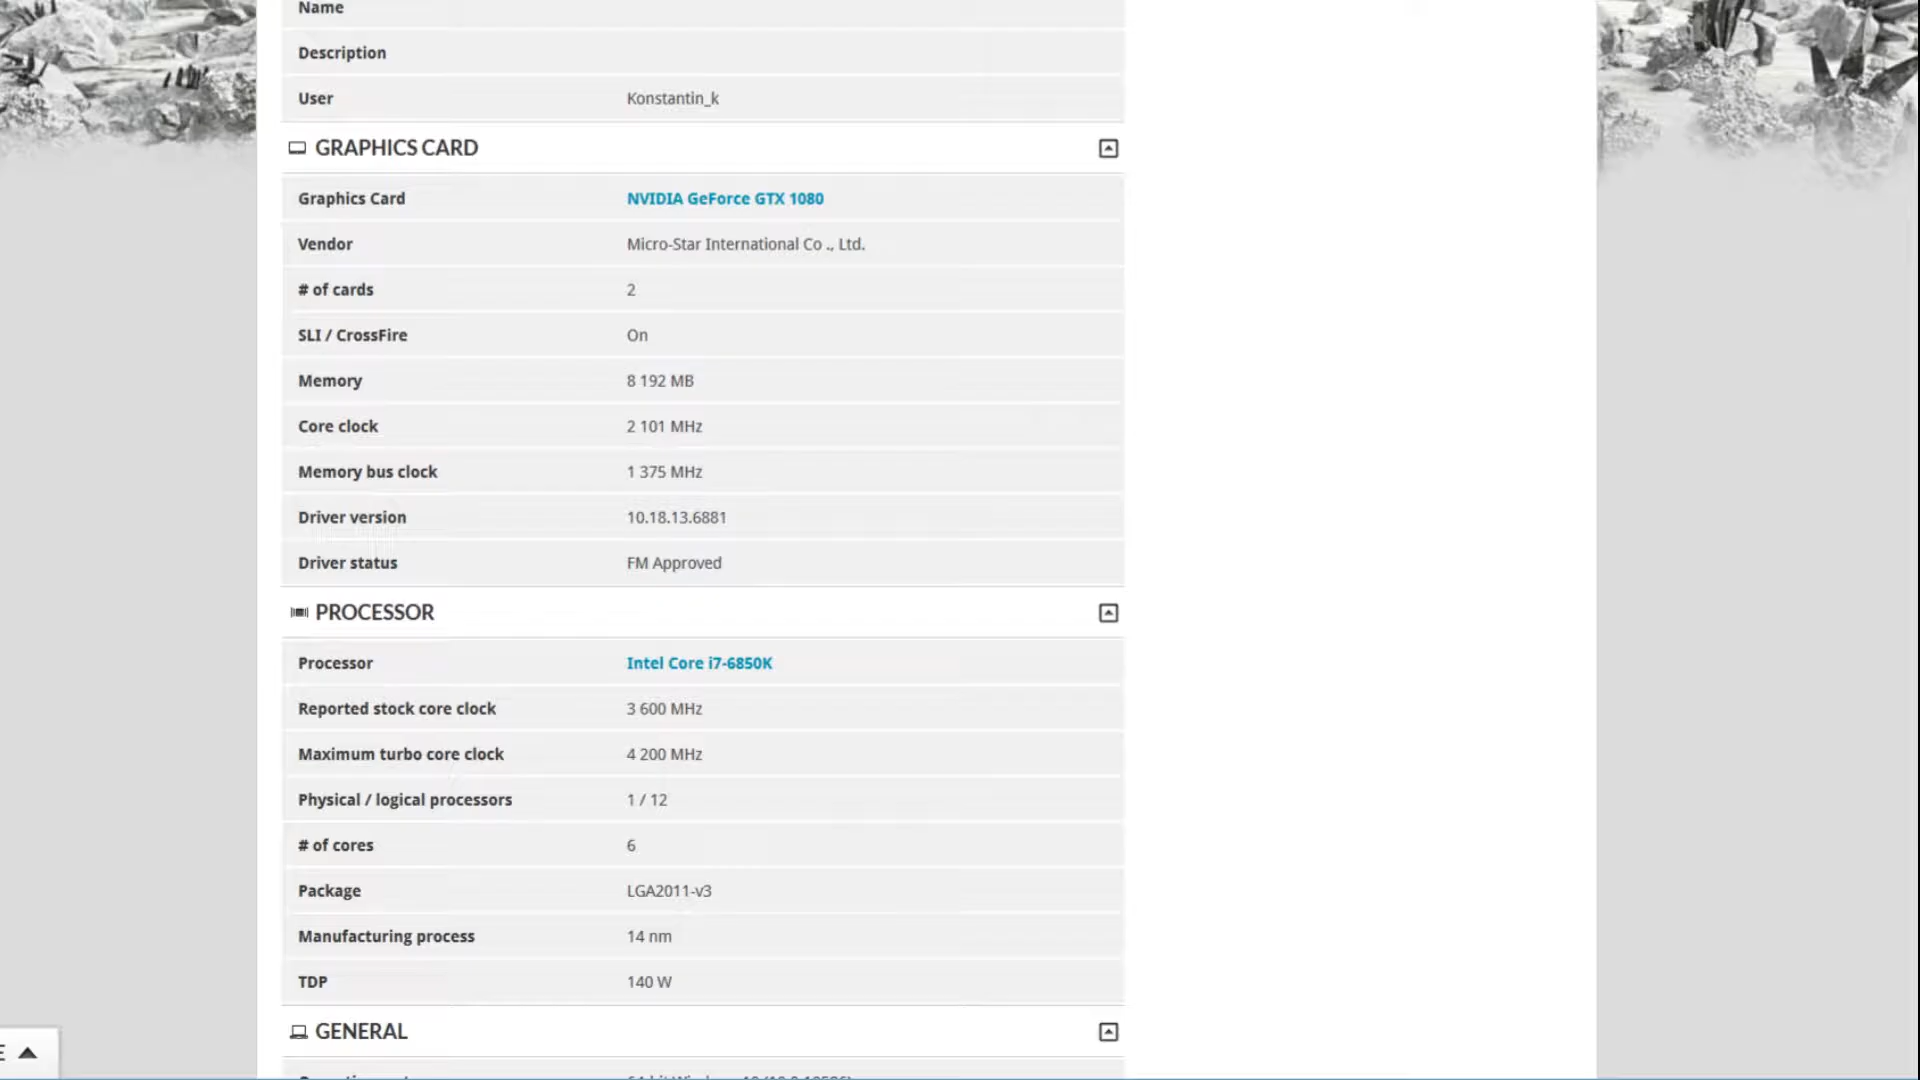 Name
Description
User Konstantin_k
GRAPHICS CARD
Graphics Card NVIDIA GeForce GTX 1080
Vendor Micro-Star International Co ., Ltd.
# of cards 2
SLI / CrossFire On
Memory 8 192 MB
Core clock 2 101 MHz
Memory bus clock 1 375 MHz
Driver version 10.18.13.6881
Driver status FM Approved
PROCESSOR
Processor Intel Core i7-6850K
Reported stock core clock 3 600 MHz
Maximum turbo core clock 4 200 MHz
Physical / logical processors 1 / 12
# of cores 6
Package LGA2011-v3
Manufacturing process 14 nm
TDP 140 W
GENERAL